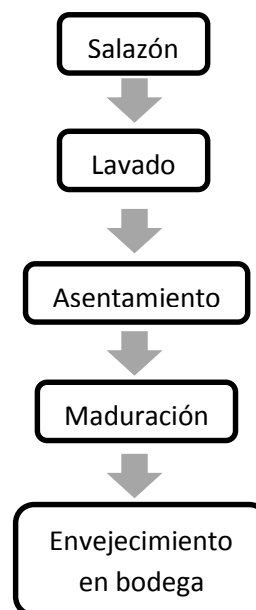 Salazón
Lavado
Asentamiento
Maduración
Envejecimiento
en bodega